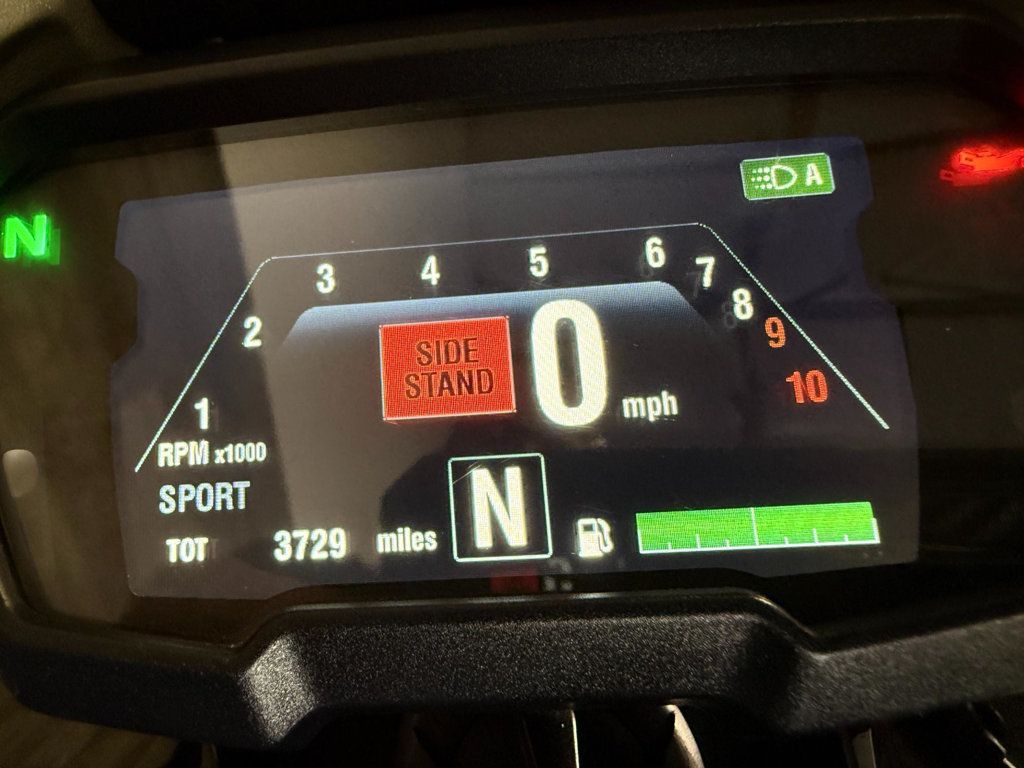 A
N
3 4 5 6 7
2 8 9
SIDE
STAND
0 mph
1 10
RPM x1000
SPORT
N
TOT 3729 miles